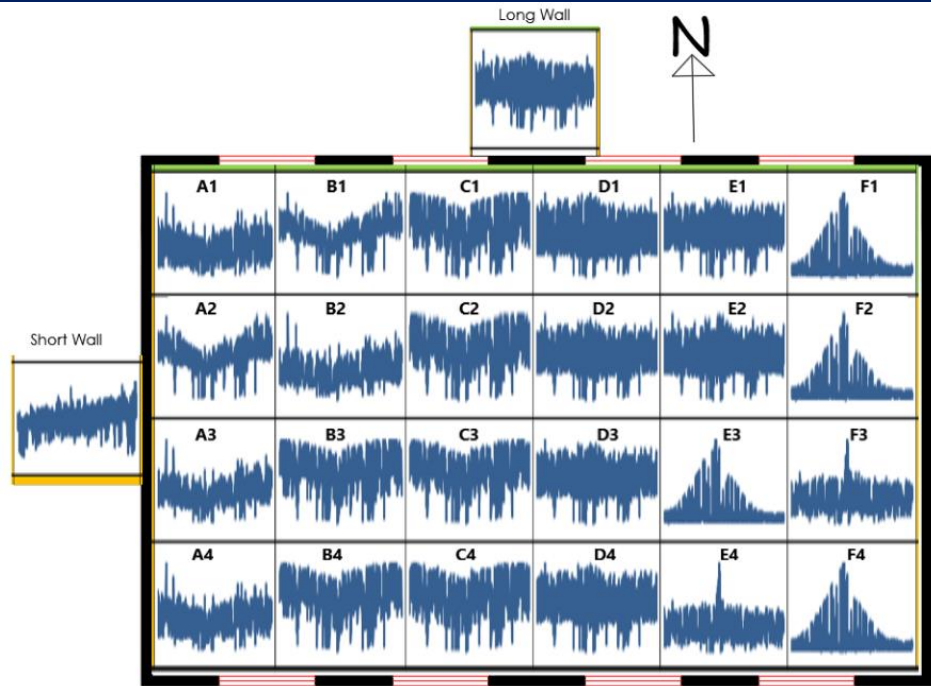 Long Wall
N
A1 B1 C1 D1 E1 F1
A2 B2 C2 D2 E2 F2
Short Wall
A3 B3 C3 D3 E3 F3
A4 B4 C4 D4 E4 F4